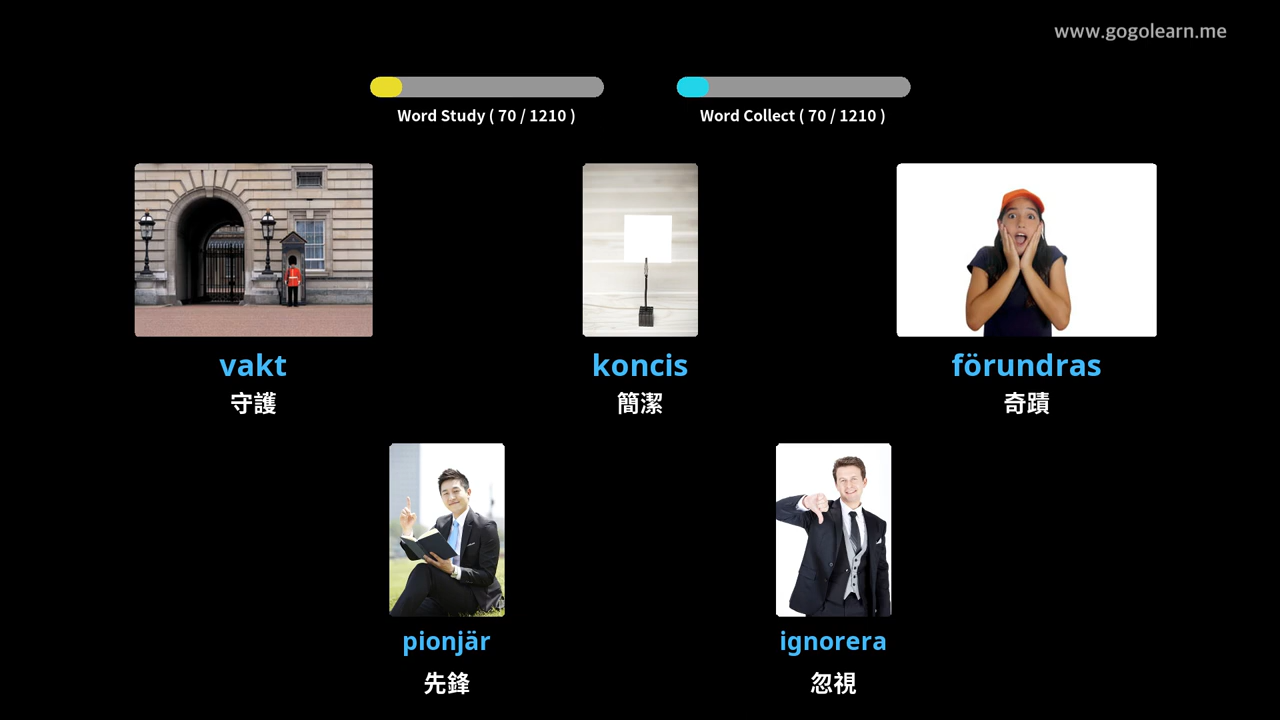 www.gogolearn.me
Word Study ( 70 / 1210 )
Word Collect ( 70 / 1210 )
vakt
守護
koncis
簡潔
förundras
奇蹟
pionjär
先鋒
ignorera
忽視